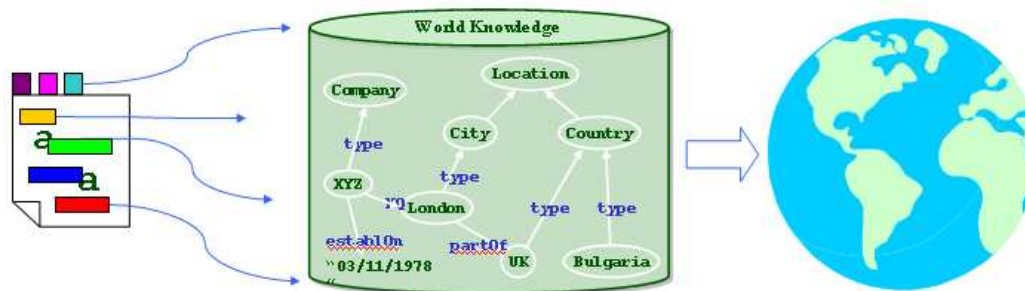 World Knowledge
Location
Company
City
Country
a
type
type
XYZ
a
London
type
type
establOn
partOf
"03/11/1978
UK
Bulgaria
“